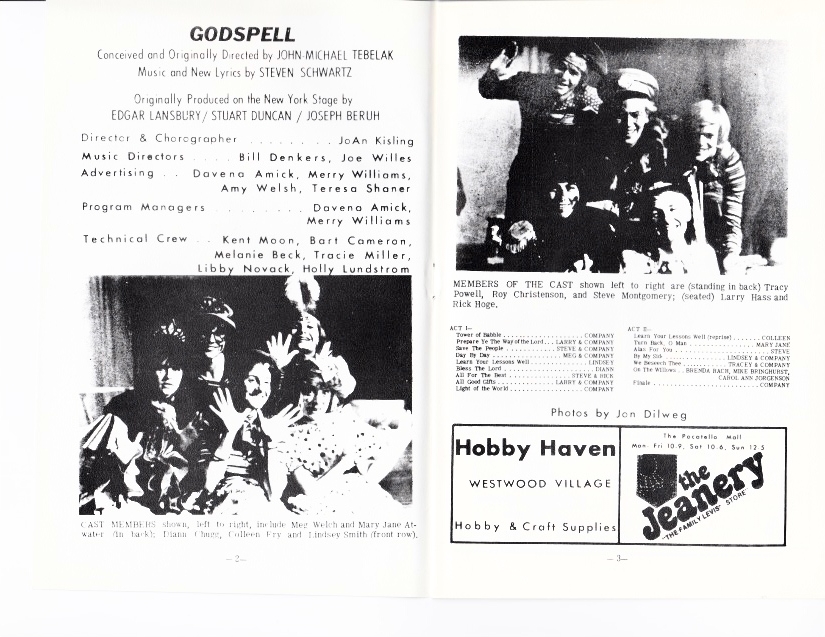 GODSPELL
Conceived and Originally Directed by JOHN-MICHAEL TEBELAK
Music and New Lyrics by STEVEN SCHWARTZ
Originally Produced on the New York Stage by
EDGAR LANSBURY / STUART DUNCAN / JOSEPH BERUH
Director & Chorographer . . . . . . . . JoAn Kisling
Music Directors . . . . Bill Denkers, Joe Willes
Advertising . . Davena Amick, Merry Williams,
Amy Welsh, Teresa Shaner
Program Managers . . . . . . . . . Davena Amick,
Merry Williams
Technical Crew . . Kent Moon, Bart Cameron,
Melanie Beck, Tracie Miller,
Libby Novack, Holly Lundstrom
CAST MEMBERS shown, left to right, include Meg Welch and Mary Jane At-
water (in back); Diann Chugg, Colleen Fry and Lindsey Smith (front row).
—2—
MEMBERS OF THE CAST shown left to right are (standing in back) Tracy
Powell, Roy Christenson, and Steve Montgomery; (seated) Larry Hass and
Rick Hoge.
ACT I—
Tower of Babble . . . . . . . . . . . . . . . . . . . COMPANY
Prepare Ye The Way of the Lord . . . LARRY & COMPANY
Save The People . . . . . . . . . . . . STEVE & COMPANY
Day By Day . . . . . . . . . . . . . . . . MEG & COMPANY
Learn Your Lessons Well . . . . . . . . . . . . . LINDSEY
Bless The Lord . . . . . . . . . . . . . . . . . . . . . DIANN
All For The Best . . . . . . . . . . . . . . STEVE & RICK
All Good Gifts . . . . . . . . . . . . . LARRY & COMPANY
Light of the World . . . . . . . . . . . . . . . . . COMPANY
ACT II—
Learn Your Lessons Well (reprise) . . . . . . . COLLEEN
Turn Back, O Man . . . . . . . . . . . . . . . MARY JANE
Alas For You . . . . . . . . . . . . . . . . . . . . . . STEVE
By My Side . . . . . . . . . . . . . LINDSEY & COMPANY
We Beseech Thee . . . . . . . . . . TRACEY & COMPANY
On The Willows . . BRENDA BACH, MIKE BRINGHURST,
CAROL ANN JORGENSON
Finale . . . . . . . . . . . . . . . . . . . . . . . . COMPANY
Photos by Jon Dilweg
Hobby Haven
WESTWOOD VILLAGE
Hobby & Craft Supplies
The Pocatello Mall
Mon-Fri 10-9, Sat 10-6, Sun 12-5
the
Jeanery
"THE FAMILY LEVIS' STORE"
—3—